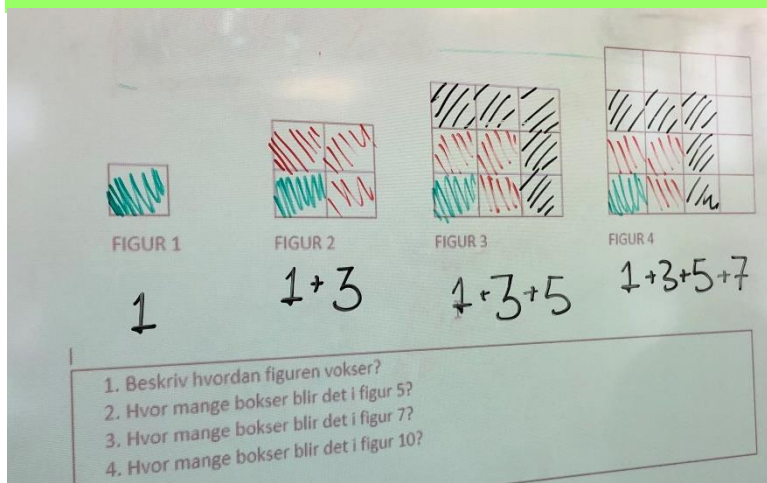 FIGUR 1
FIGUR 2
FIGUR 3
FIGUR 4
1
1+3
1+3+5
1+3+5+7
1. Beskriv hvordan figuren vokser?
2. Hvor mange bokser blir det i figur 5?
3. Hvor mange bokser blir det i figur 7?
4. Hvor mange bokser blir det i figur 10?